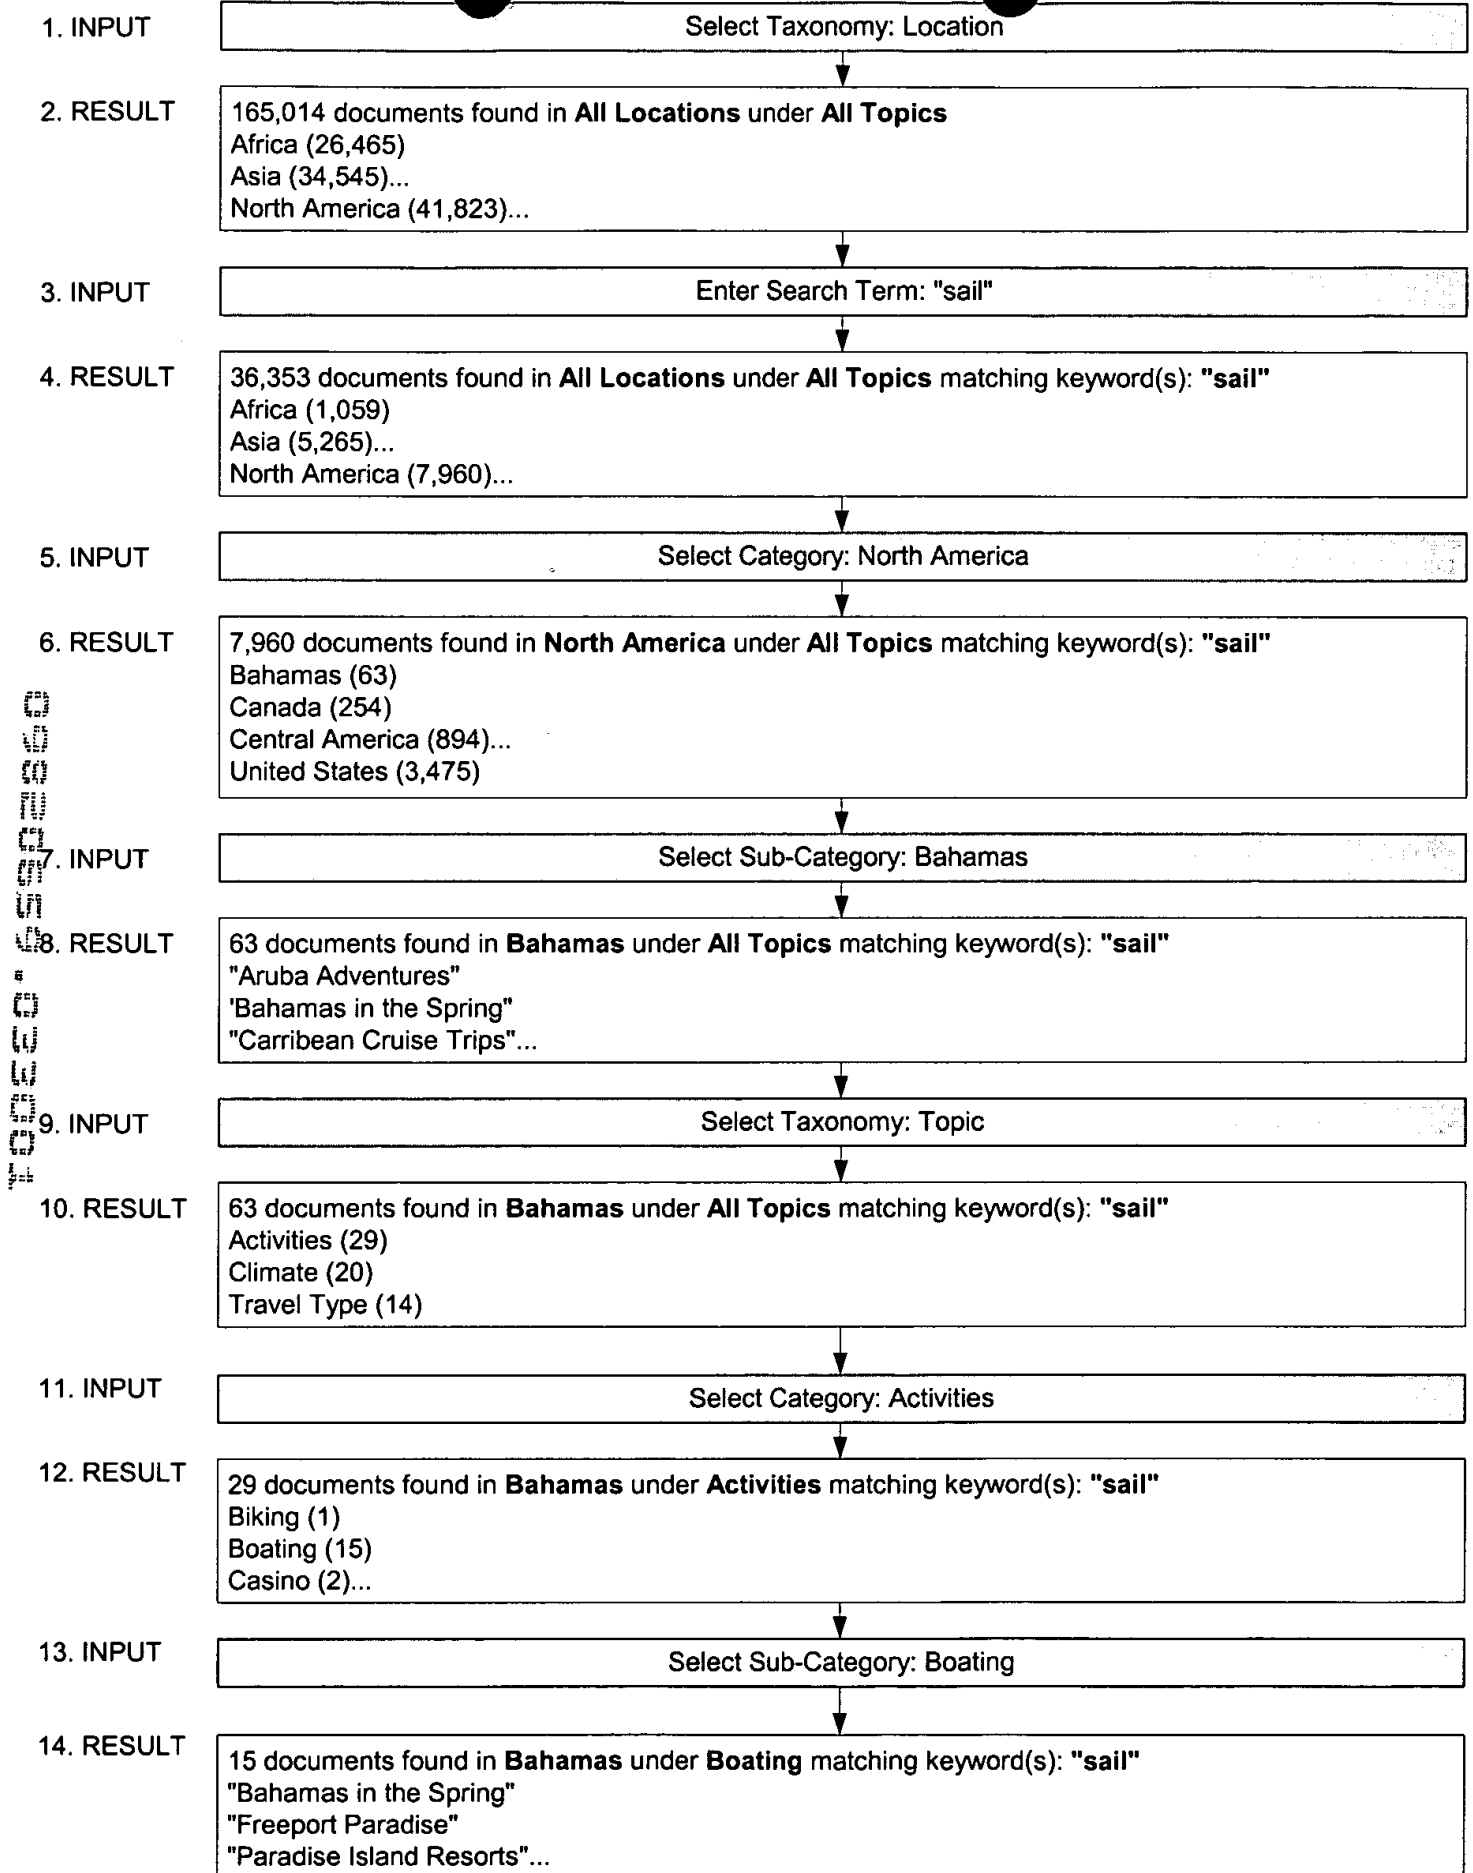 1. INPUT
Select Taxonomy: Location
2. RESULT
165,014 documents found in All Locations under All Topics
Africa (26,465)
Asia (34,545)...
North America (41,823)...
3. INPUT
Enter Search Term: "sail"
4. RESULT
36,353 documents found in All Locations under All Topics matching keyword(s): "sail"
Africa (1,059)
Asia (5,265)...
North America (7,960)...
5. INPUT
Select Category: North America
6. RESULT
7,960 documents found in North America under All Topics matching keyword(s): "sail"
Bahamas (63)
Canada (254)
Central America (894)...
United States (3,475)
7. INPUT
Select Sub-Category: Bahamas
8. RESULT
63 documents found in Bahamas under All Topics matching keyword(s): "sail"
"Aruba Adventures"
'Bahamas in the Spring"
"Carribean Cruise Trips"...
9. INPUT
Select Taxonomy: Topic
10. RESULT
63 documents found in Bahamas under All Topics matching keyword(s): "sail"
Activities (29)
Climate (20)
Travel Type (14)
11. INPUT
Select Category: Activities
12. RESULT
29 documents found in Bahamas under Activities matching keyword(s): "sail"
Biking (1)
Boating (15)
Casino (2)...
13. INPUT
Select Sub-Category: Boating
14. RESULT
15 documents found in Bahamas under Boating matching keyword(s): "sail"
"Bahamas in the Spring"
"Freeport Paradise"
"Paradise Island Resorts"...